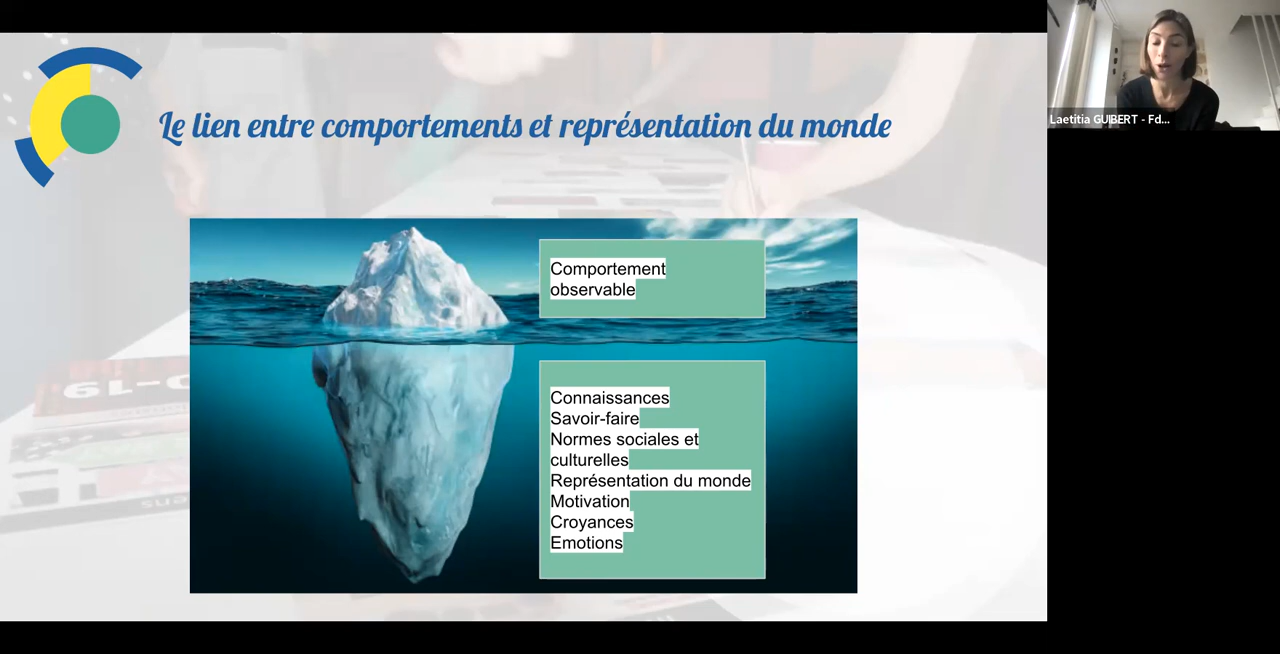 Le lien entre comportements et représentation du monde
Laetitia GUIBERT - Fd...
Comportement
observable
Connaissances
Savoir-faire
Normes sociales et
culturelles
Représentation du monde
Motivation
Croyances
Emotions